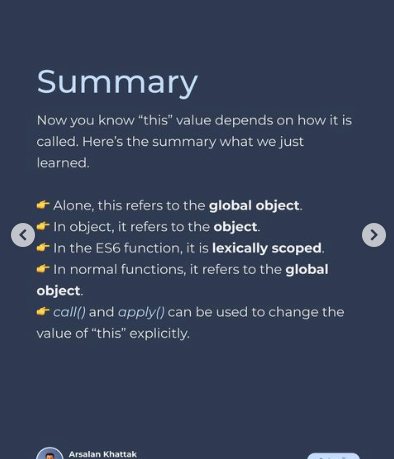 Summary
Now you know “this” value depends on how it is
called. Here’s the summary what we just
learned.
👉 Alone, this refers to the global object.
👉 In object, it refers to the object.
👉 In the ES6 function, it is lexically scoped.
👉 In normal functions, it refers to the global
object.
👉 call() and apply() can be used to change the
value of “this” explicitly.
Arsalan Khattak